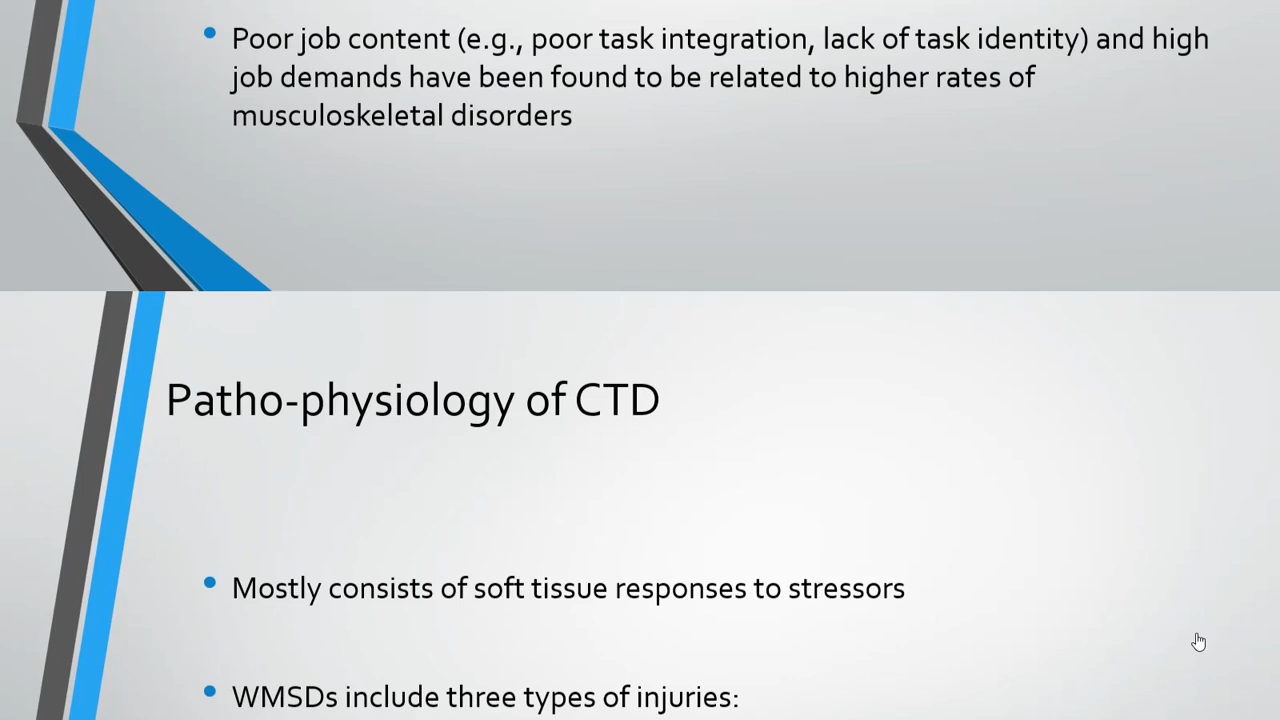 Poor job content (e.g., poor task integration, lack of task identity) and high
job demands have been found to be related to higher rates of
musculoskeletal disorders
Patho-physiology of CTD
Mostly consists of soft tissue responses to stressors
WMSDs include three types of injuries: